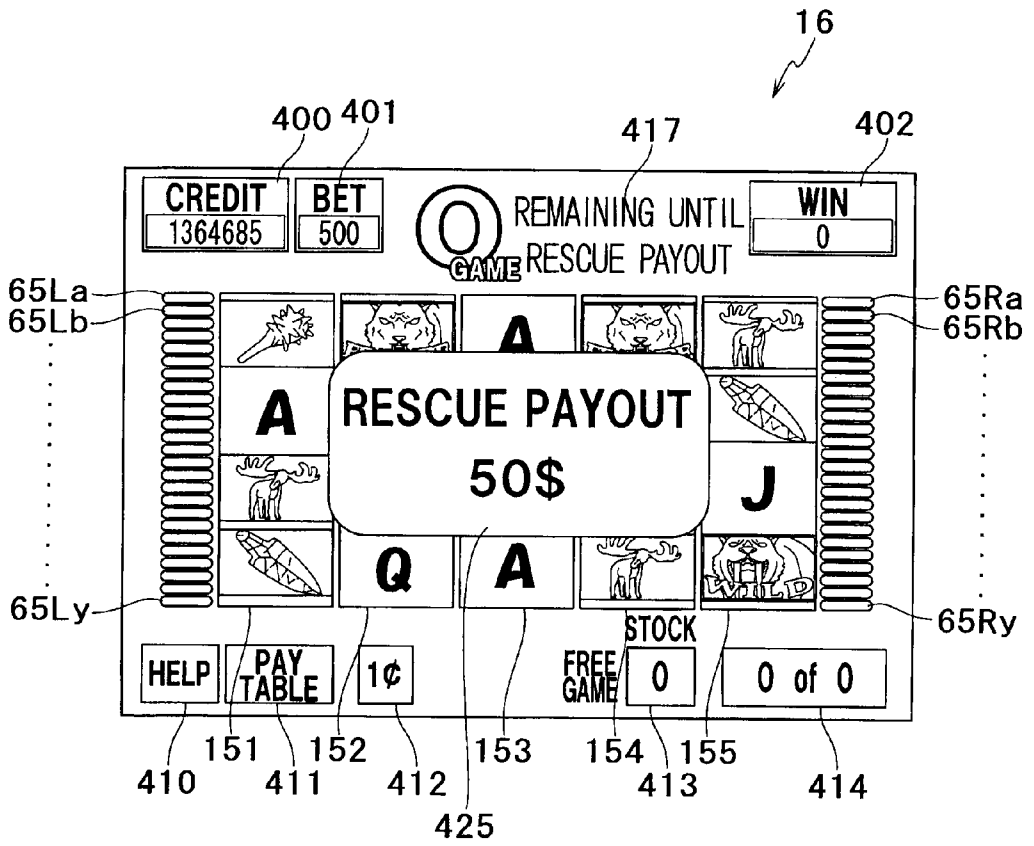 16
400
401
417
402
CREDIT
1364685
BET
500
0
GAME
REMAINING UNTIL
RESCUE PAYOUT
WIN
0
65La
65Lb
65Ra
65Rb
A
A
RESCUE PAYOUT
50$
J
Q
A
WILD
65Ly
65Ry
HELP
PAY
TABLE
1¢
STOCK
FREE
GAME
0
0 of 0
151
152
153
154
155
410
411
412
413
414
425